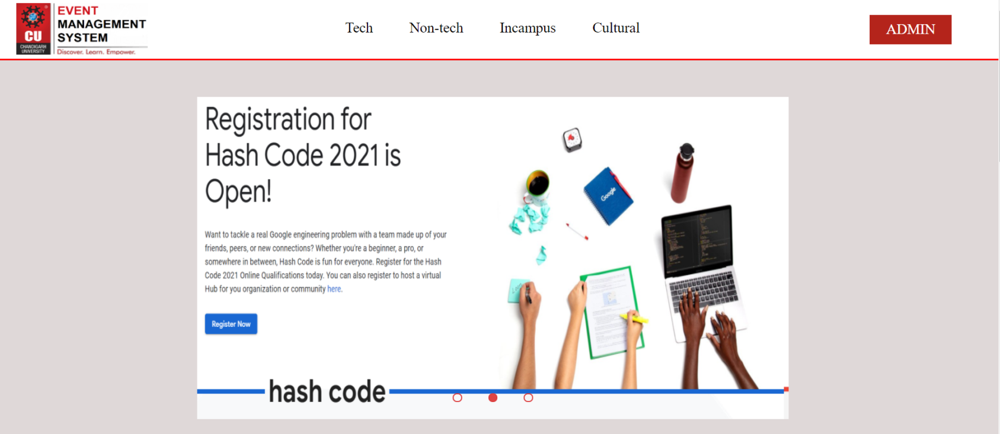 EVENT
MANAGEMENT
SYSTEM
CU
CHANDIGARH
UNIVERSITY
Discover. Learn. Empower.
Tech
Non-tech
Incampus
Cultural
ADMIN
Registration for
Hash Code 2021 is
Open!
Want to tackle a real Google engineering problem with a team made up of your
friends, peers, or new connections? Whether you're a beginner, a pro, or
somewhere in between, Hash Code is fun for everyone. Register for the Hash
Code 2021 Online Qualifications today. You can also register to host a virtual
Hub for you organization or community here.
Register Now
Google
hash code